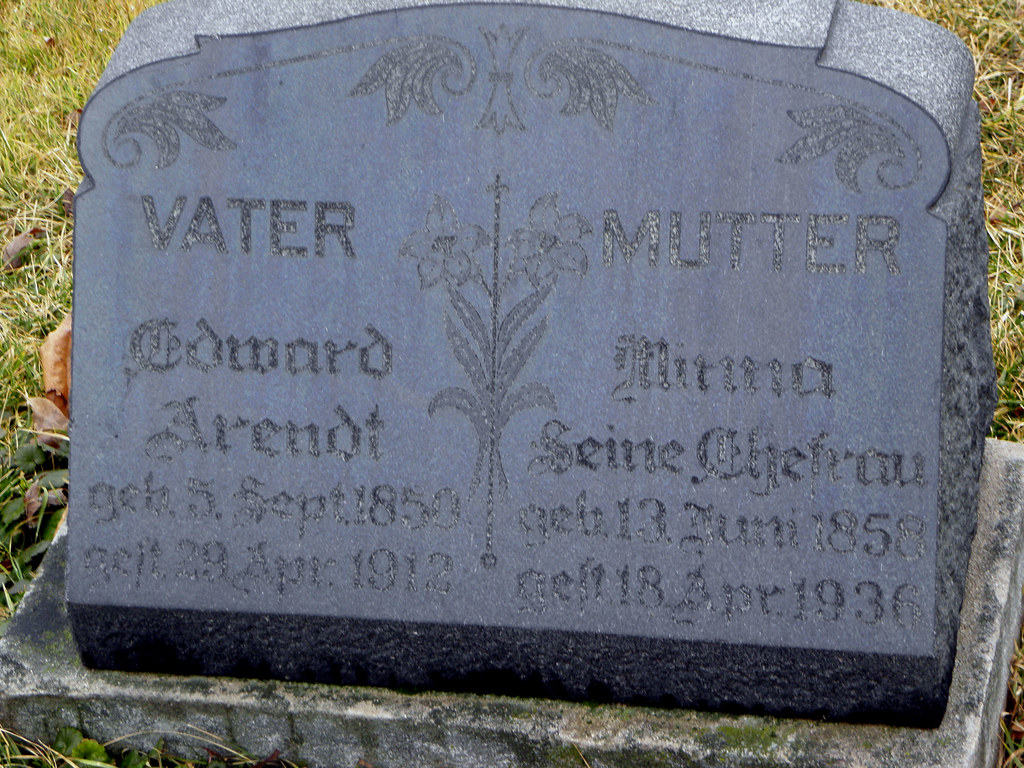 VATER
Edward
Arendt
geb. 5. Sept. 1850
gest. 29. Apr. 1912
MUTTER
Minna
Seine Ehefrau
geb. 13. Juni 1858
gest. 18. Apr. 1936